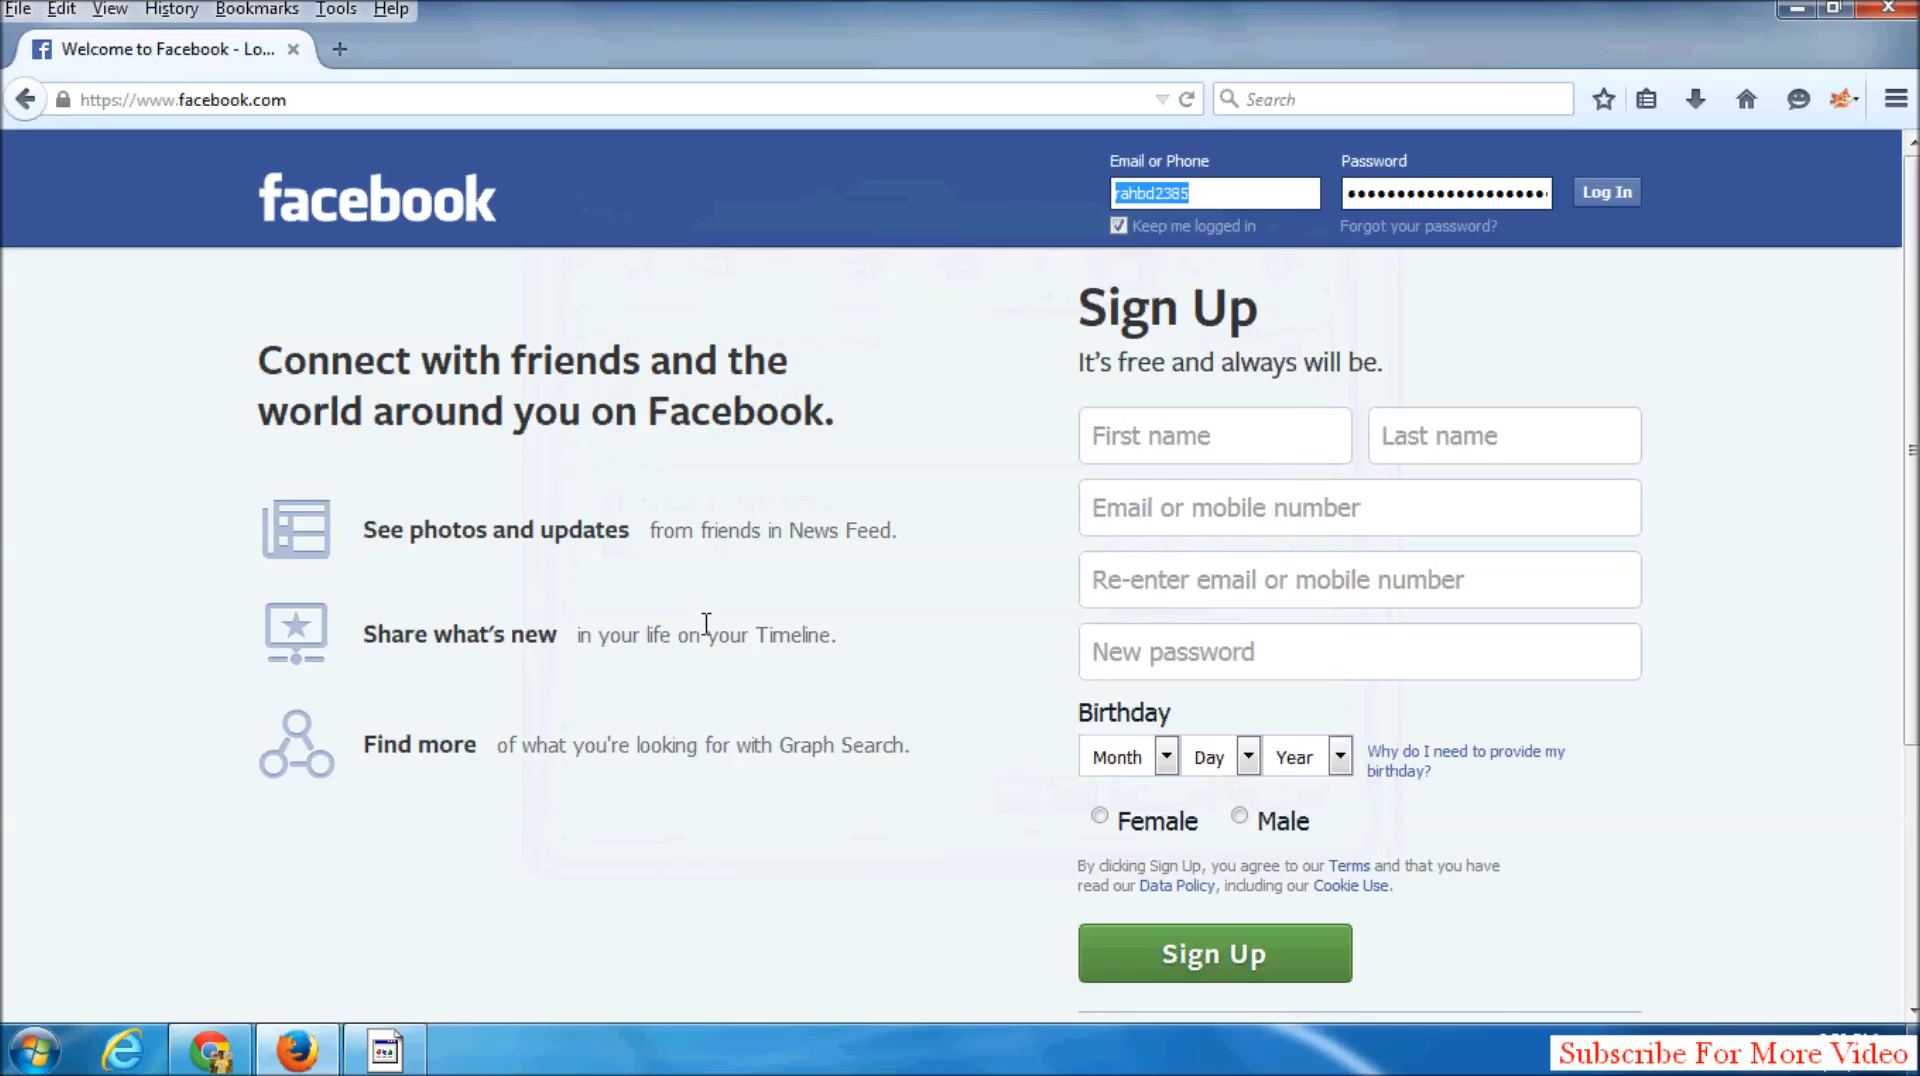 File Edit View History Bookmarks Tools Help
Welcome to Facebook - Lo...
https://www.facebook.com
Search
facebook
Email or Phone
Password
rahbd2385
Log In
Keep me logged in
Forgot your password?
Sign Up
It's free and always will be.
Connect with friends and the
world around you on Facebook.
First name
Last name
Email or mobile number
See photos and updates from friends in News Feed.
Re-enter email or mobile number
Share what's new in your life on your Timeline.
New password
Birthday
Find more of what you're looking for with Graph Search.
Month Day Year
Why do I need to provide my
birthday?
Female Male
By clicking Sign Up, you agree to our Terms and that you have
read our Data Policy, including our Cookie Use.
Sign Up
Subscribe For More Video